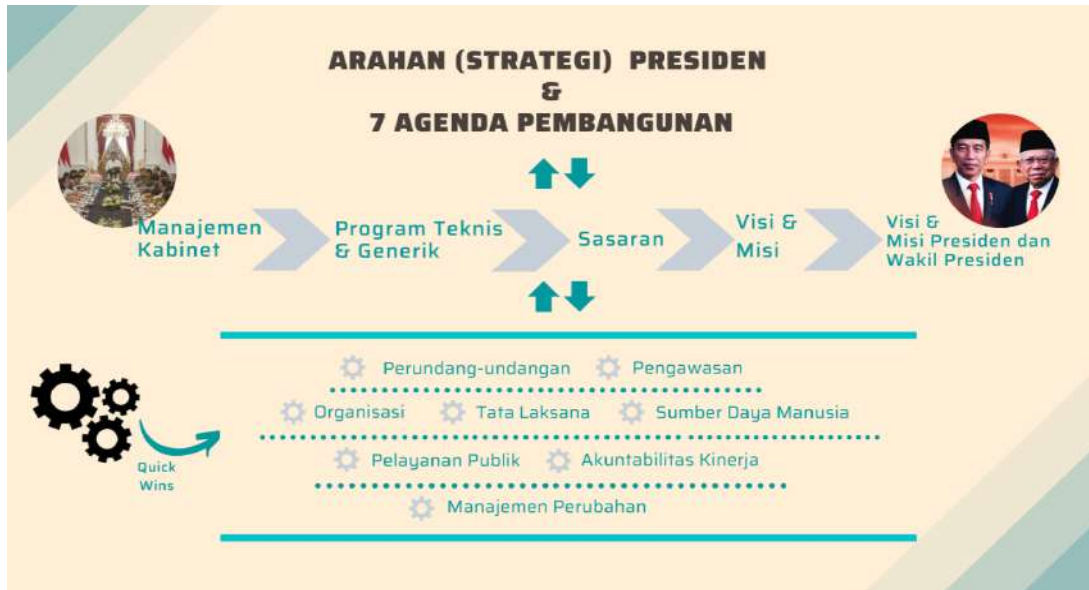 ARAHAN (STRATEGI) PRESIDEN
&
7 AGENDA PEMBANGUNAN
Manajemen
Kabinet
Program Teknis
& Generik
Sasaran
Visi &
Misi
Visi &
Misi Presiden dan
Wakil Presiden
Perundang-undangan
Pengawasan
Organisasi
Tata Laksana
Sumber Daya Manusia
Quick
Wins
Pelayanan Publik
Akuntabilitas Kinerja
Manajemen Perubahan